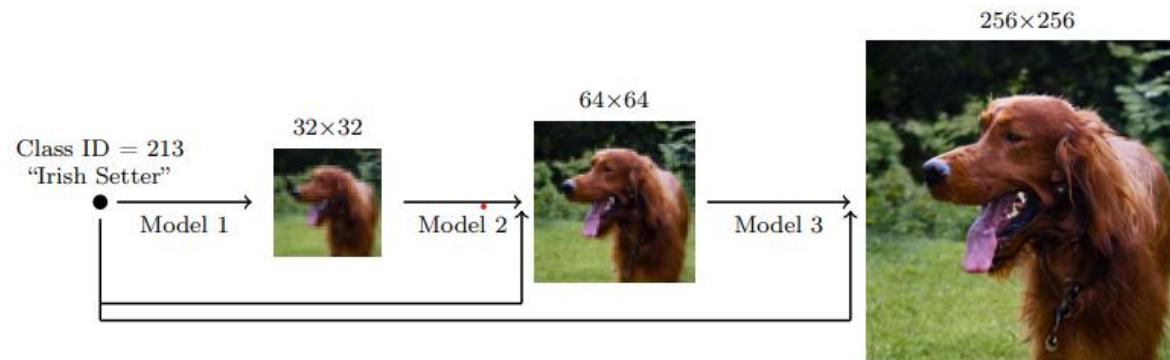 Class ID = 213
“Irish Setter”
Model 1
32×32
Model 2
64×64
Model 3
256×256